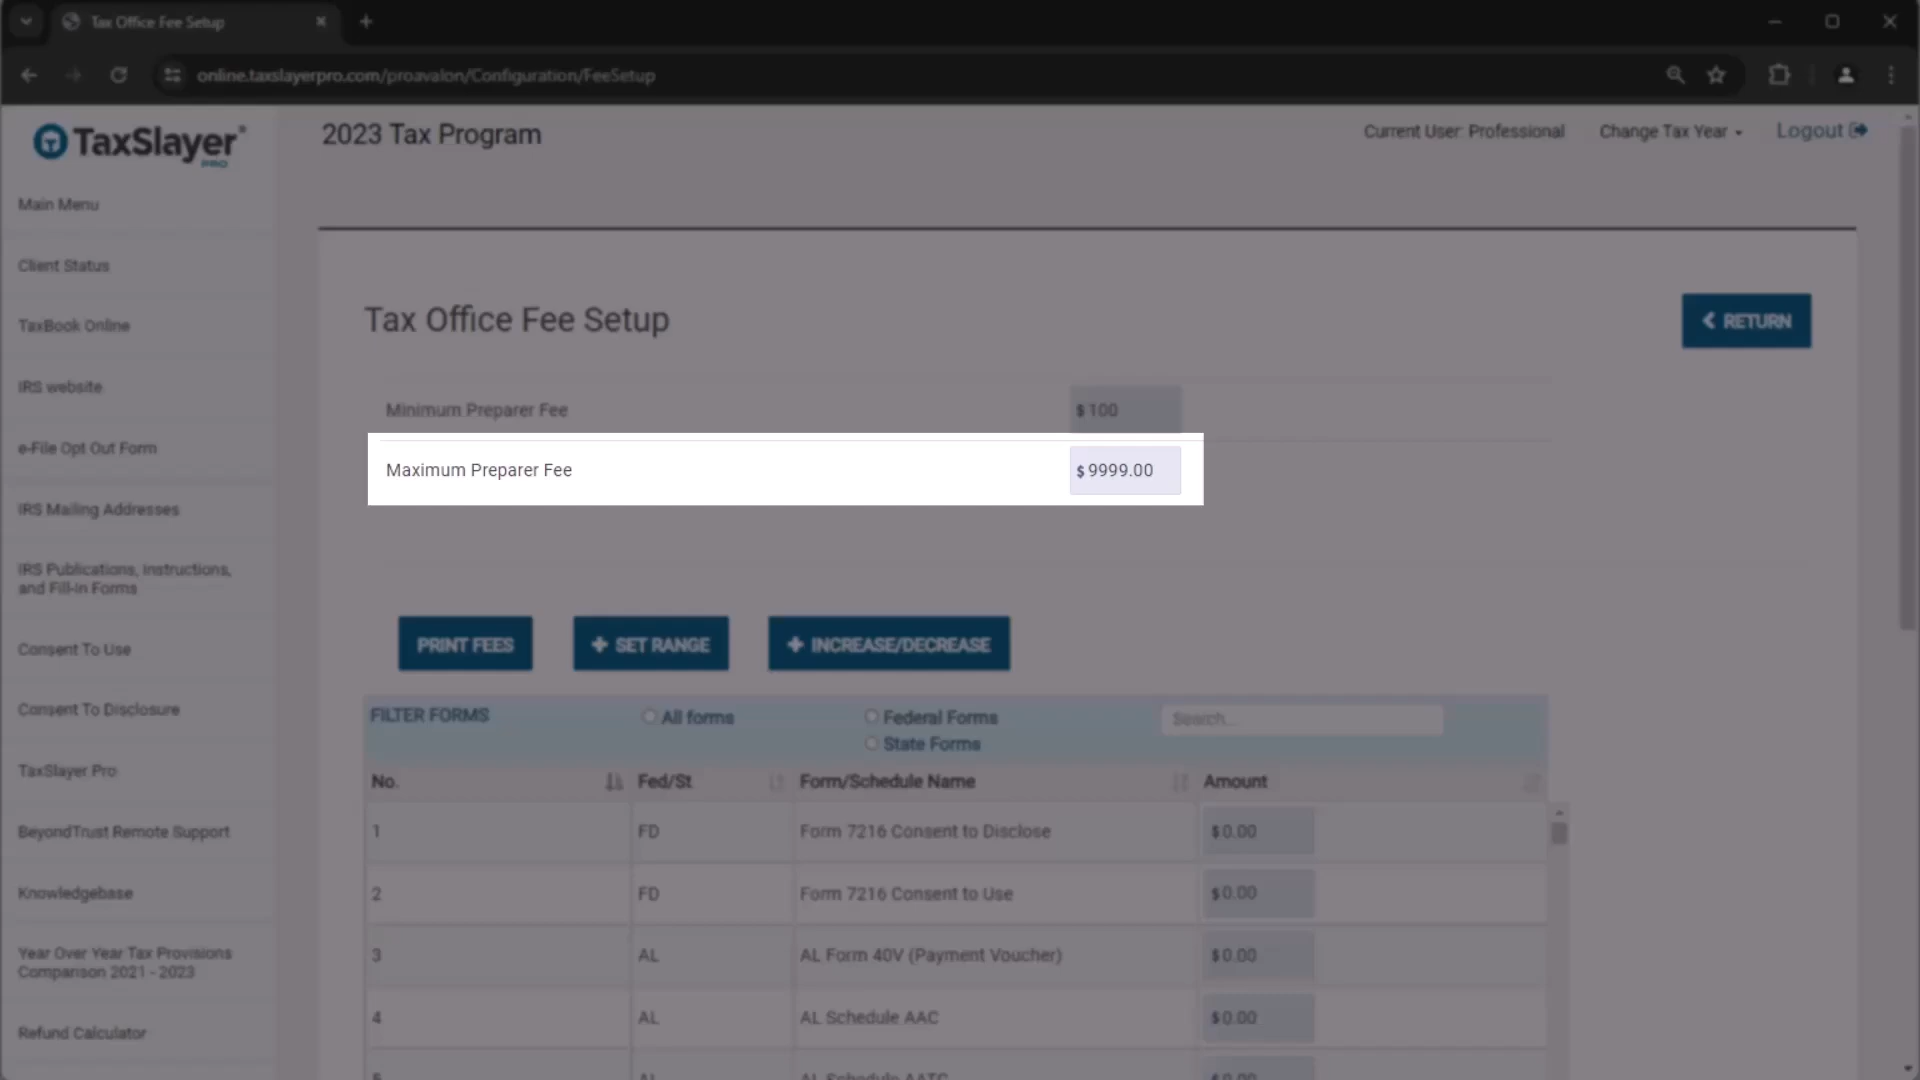 Tax Office Fee Setup
online.taxslayerpro.com/proavalon/Configuration/FeeSetup
TaxSlayer®
PRO
2023 Tax Program
Current User: Professional
Change Tax Year
Logout
Main Menu
Client Status
TaxBook Online
IRS website
e-File Opt Out Form
IRS Mailing Addresses
IRS Publications, Instructions,
and Fill-In Forms
Consent To Use
Consent To Disclosure
TaxSlayer Pro
BeyondTrust Remote Support
Knowledgebase
Year Over Year Tax Provisions
Comparison 2021 - 2023
Refund Calculator
Tax Office Fee Setup
RETURN
Minimum Preparer Fee $ 100
Maximum Preparer Fee $ 9999.00
PRINT FEES
+ SET RANGE
+ INCREASE/DECREASE
FILTER FORMS
All forms
Federal Forms
State Forms
Search...
No. Fed/St Form/Schedule Name Amount
1 FD Form 7216 Consent to Disclose $ 0.00
2 FD Form 7216 Consent to Use $ 0.00
3 AL AL Form 40V (Payment Voucher) $ 0.00
4 AL AL Schedule AAC $ 0.00
5 AL AL Schedule AATC $ 0.00